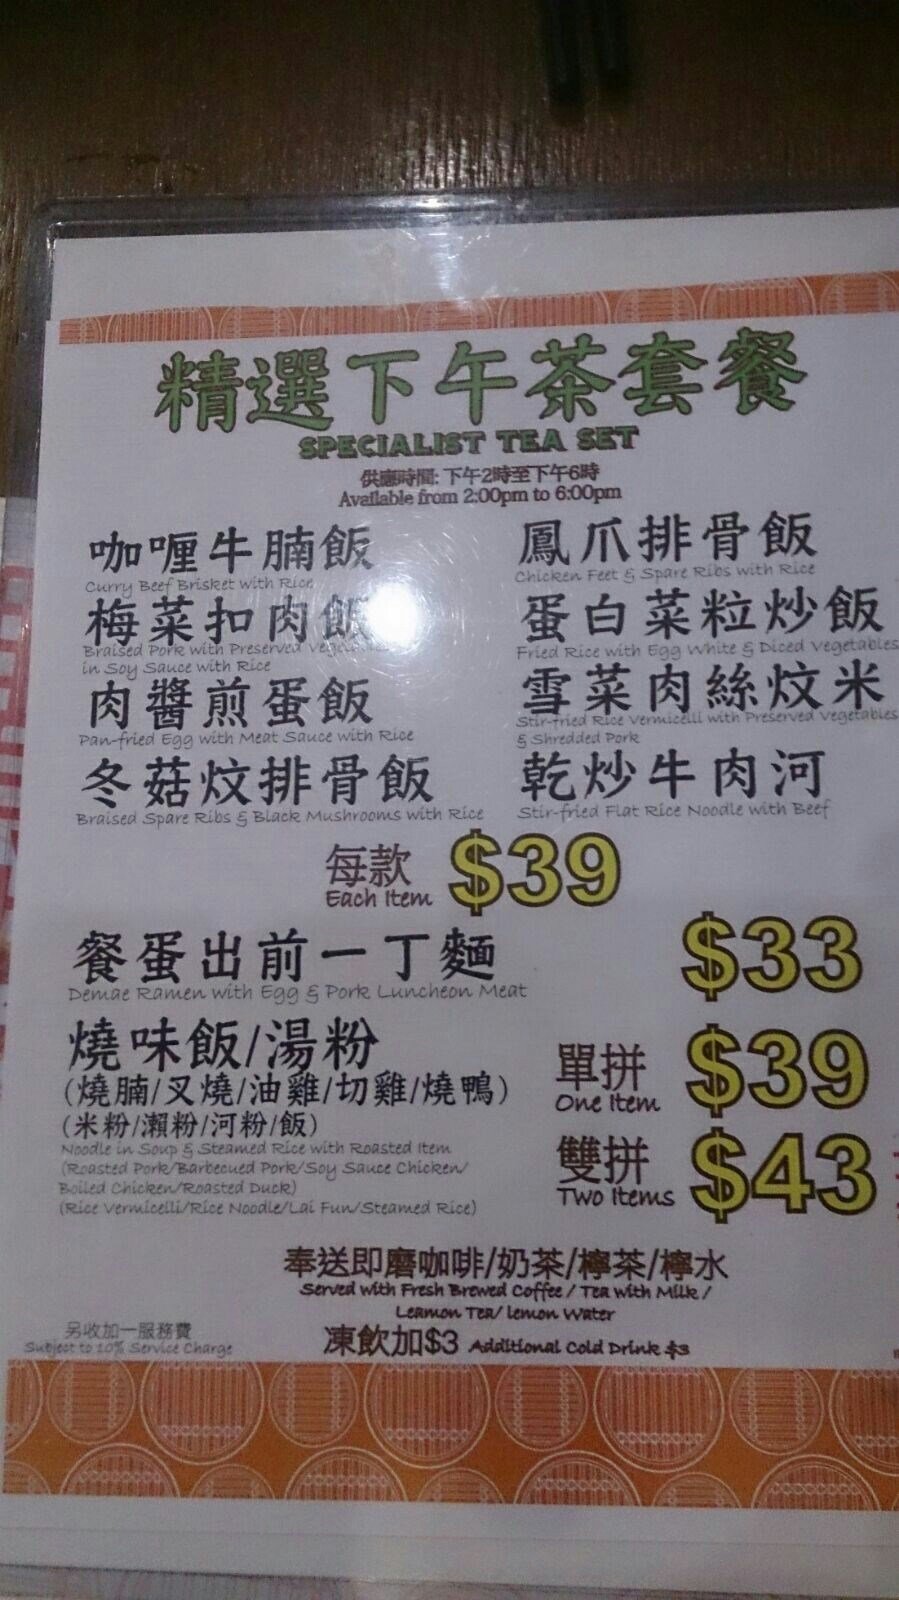 精選下午茶套餐
SPECIALIST TEA SET
供應時間: 下午2時至下午6時
Available from 2:00pm to 6:00pm
咖喱牛腩飯
Curry Beef Brisket with Rice
梅菜扣肉飯
Braised Pork with Preserved Vegetables
in Soy Sauce with Rice
肉醬煎蛋飯
Pan-fried Egg with Meat Sauce with Rice
冬菇炆排骨飯
Braised Spare Ribs & Black Mushrooms with Rice
鳳爪排骨飯
Chicken Feet & Spare Ribs with Rice
蛋白菜粒炒飯
Fried Rice with Egg White & Diced Vegetables
雪菜肉絲炆米
Stir-fried Rice Vermicelli with Preserved Vegetables
& Shredded Pork
乾炒牛肉河
Stir-fried Flat Rice Noodle with Beef
每款 $39
Each Item
餐蛋出前一丁麵 $33
Demae Ramen with Egg & Pork Luncheon Meat
燒味飯/湯粉
(燒腩/叉燒/油雞/切雞/燒鴨)
(米粉/瀨粉/河粉/飯)
Noodle in Soup & Steamed Rice with Roasted Item
(Roasted Pork/Barbecued Pork/Soy Sauce Chicken/
Boiled Chicken/Roasted Duck)
(Rice Vermicelli/Rice Noodle/Lai Fun/Steamed Rice)
單拼 $39
One Item
雙拼 $43
Two Items
奉送即磨咖啡/奶茶/檸茶/檸水
Served with Fresh Brewed Coffee / Tea with Milk /
Leamon Tea/ lemon Water
凍飲加$3 Additional Cold Drink $3
另收加一服務費
Subject to 10% Service Charge